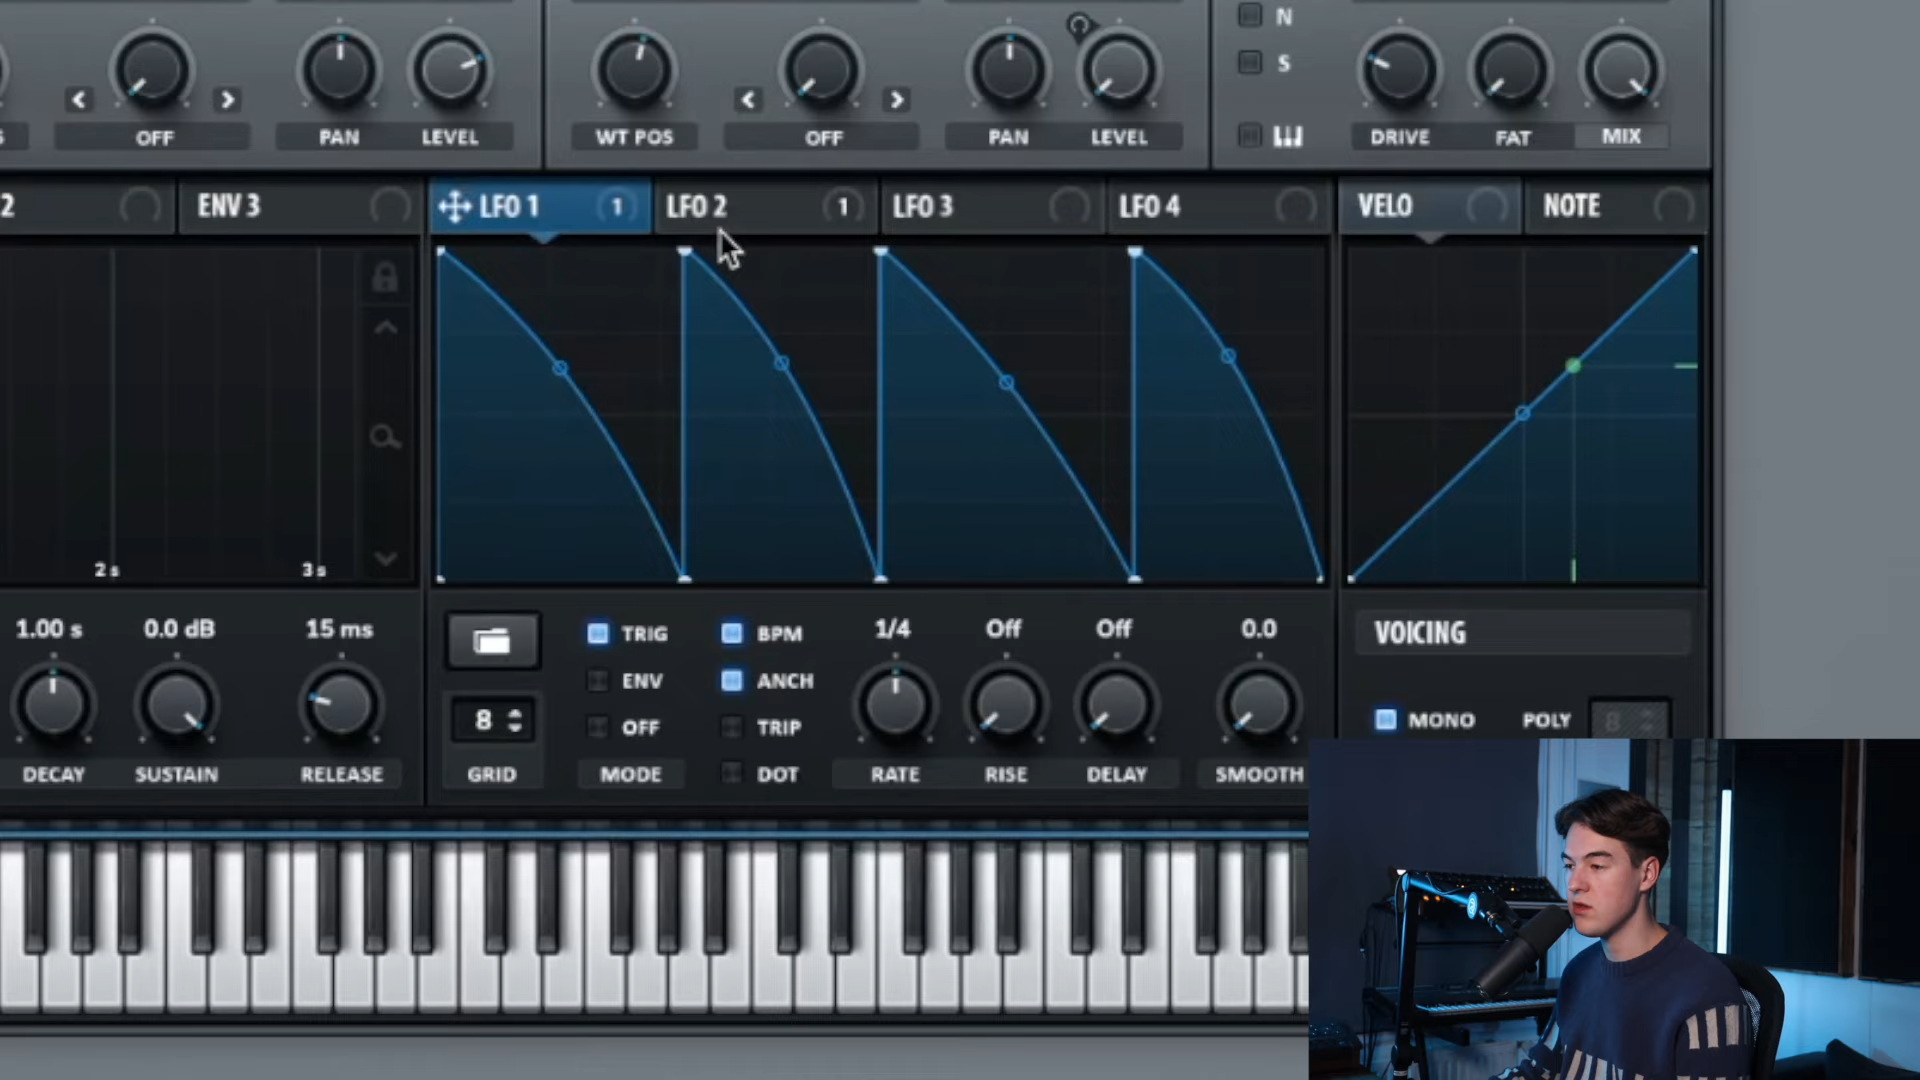 N
S
OFF
PAN
LEVEL
WT POS
OFF
PAN
LEVEL
DRIVE
FAT
MIX
2
ENV 3
LFO 1
1
LFO 2
1
LFO 3
LFO 4
VELO
NOTE
2 s
3 s
1.00 s
0.0 dB
15 ms
TRIG
BPM
1/4
Off
Off
0.0
VOICING
ENV
ANCH
8
OFF
TRIP
MONO
POLY
8
DECAY
SUSTAIN
RELEASE
GRID
MODE
DOT
RATE
RISE
DELAY
SMOOTH